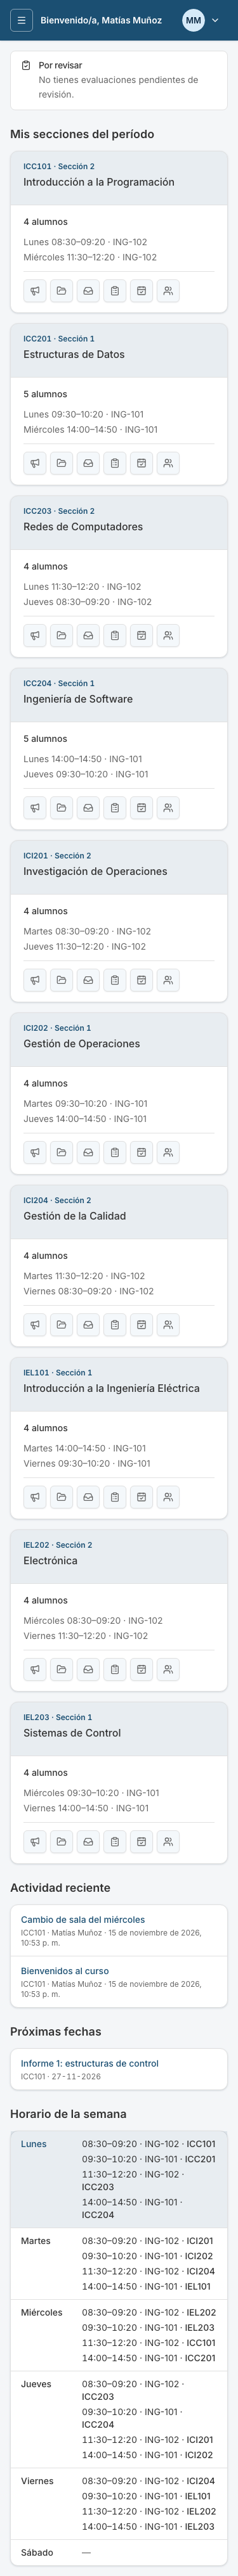 Bienvenido/a, Matías Muñoz
MM
Por revisar
No tienes evaluaciones pendientes de
revisión.
Mis secciones del período
ICC101 · Sección 2
Introducción a la Programación
4 alumnos
Lunes 08:30–09:20 · ING-102
Miércoles 11:30–12:20 · ING-102
ICC201 · Sección 1
Estructuras de Datos
5 alumnos
Lunes 09:30–10:20 · ING-101
Miércoles 14:00–14:50 · ING-101
ICC203 · Sección 2
Redes de Computadores
4 alumnos
Lunes 11:30–12:20 · ING-102
Jueves 08:30–09:20 · ING-102
ICC204 · Sección 1
Ingeniería de Software
5 alumnos
Lunes 14:00–14:50 · ING-101
Jueves 09:30–10:20 · ING-101
ICI201 · Sección 2
Investigación de Operaciones
4 alumnos
Martes 08:30–09:20 · ING-102
Jueves 11:30–12:20 · ING-102
ICI202 · Sección 1
Gestión de Operaciones
4 alumnos
Martes 09:30–10:20 · ING-101
Jueves 14:00–14:50 · ING-101
ICI204 · Sección 2
Gestión de la Calidad
4 alumnos
Martes 11:30–12:20 · ING-102
Viernes 08:30–09:20 · ING-102
IEL101 · Sección 1
Introducción a la Ingeniería Eléctrica
4 alumnos
Martes 14:00–14:50 · ING-101
Viernes 09:30–10:20 · ING-101
IEL202 · Sección 2
Electrónica
4 alumnos
Miércoles 08:30–09:20 · ING-102
Viernes 11:30–12:20 · ING-102
IEL203 · Sección 1
Sistemas de Control
4 alumnos
Miércoles 09:30–10:20 · ING-101
Viernes 14:00–14:50 · ING-101
Actividad reciente
Cambio de sala del miércoles
ICC101 · Matías Muñoz · 15 de noviembre de 2026,
10:53 p. m.
Bienvenidos al curso
ICC101 · Matías Muñoz · 15 de noviembre de 2026,
10:53 p. m.
Próximas fechas
Informe 1: estructuras de control
ICC101 · 27-11-2026
Horario de la semana
Lunes 08:30–09:20 · ING-102 · ICC101
09:30–10:20 · ING-101 · ICC201
11:30–12:20 · ING-102 ·
ICC203
14:00–14:50 · ING-101 ·
ICC204
Martes 08:30–09:20 · ING-102 · ICI201
09:30–10:20 · ING-101 · ICI202
11:30–12:20 · ING-102 · ICI204
14:00–14:50 · ING-101 · IEL101
Miércoles 08:30–09:20 · ING-102 · IEL202
09:30–10:20 · ING-101 · IEL203
11:30–12:20 · ING-102 · ICC101
14:00–14:50 · ING-101 · ICC201
Jueves 08:30–09:20 · ING-102 ·
ICC203
09:30–10:20 · ING-101 ·
ICC204
11:30–12:20 · ING-102 · ICI201
14:00–14:50 · ING-101 · ICI202
Viernes 08:30–09:20 · ING-102 · ICI204
09:30–10:20 · ING-101 · IEL101
11:30–12:20 · ING-102 · IEL202
14:00–14:50 · ING-101 · IEL203
Sábado —